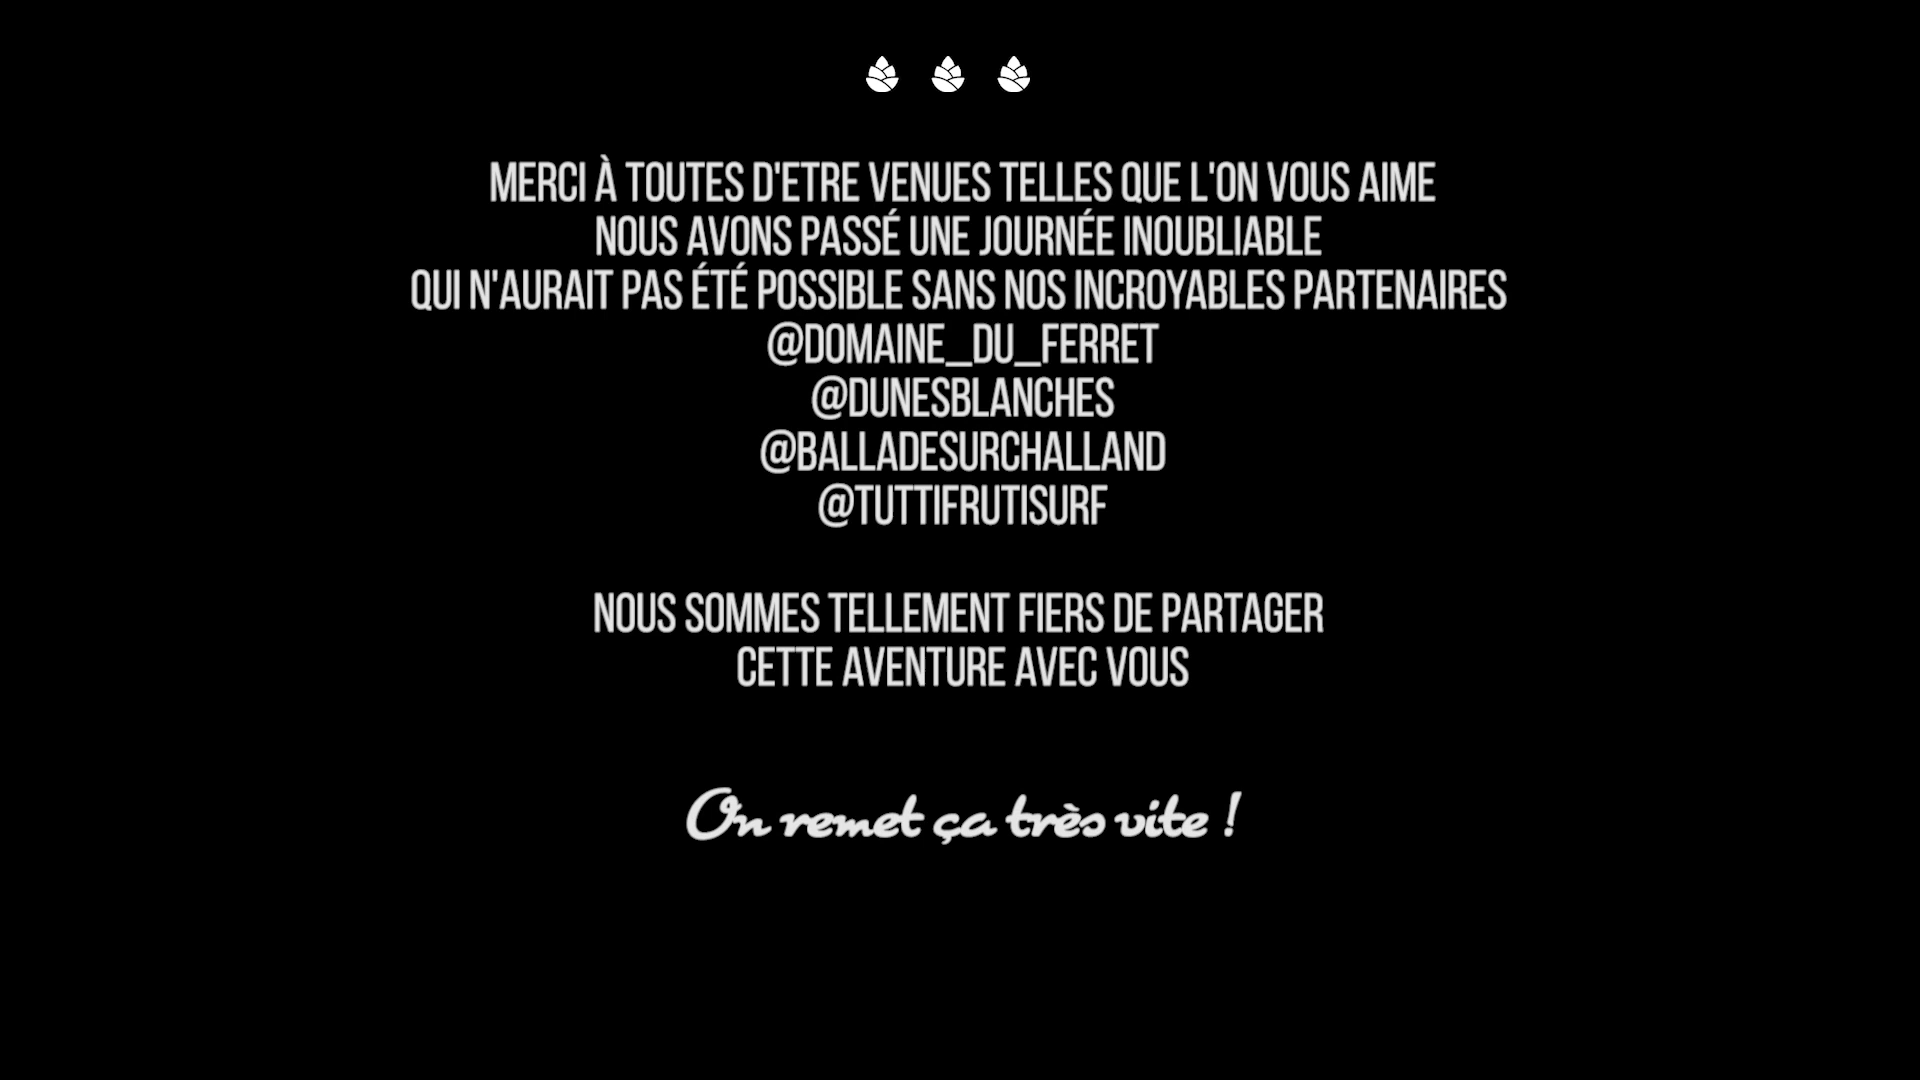 MERCI À TOUTES D'ETRE VENUES TELLES QUE L'ON VOUS AIME
NOUS AVONS PASSÉ UNE JOURNÉE INOUBLIABLE
QUI N'AURAIT PAS ÉTÉ POSSIBLE SANS NOS INCROYABLES PARTENAIRES
@DOMAINE_DU_FERRET
@DUNESBLANCHES
@BALLADESURCHALLAND
@TUTTIFRUTISURF
NOUS SOMMES TELLEMENT FIERS DE PARTAGER
CETTE AVENTURE AVEC VOUS
On remet ça très vite !